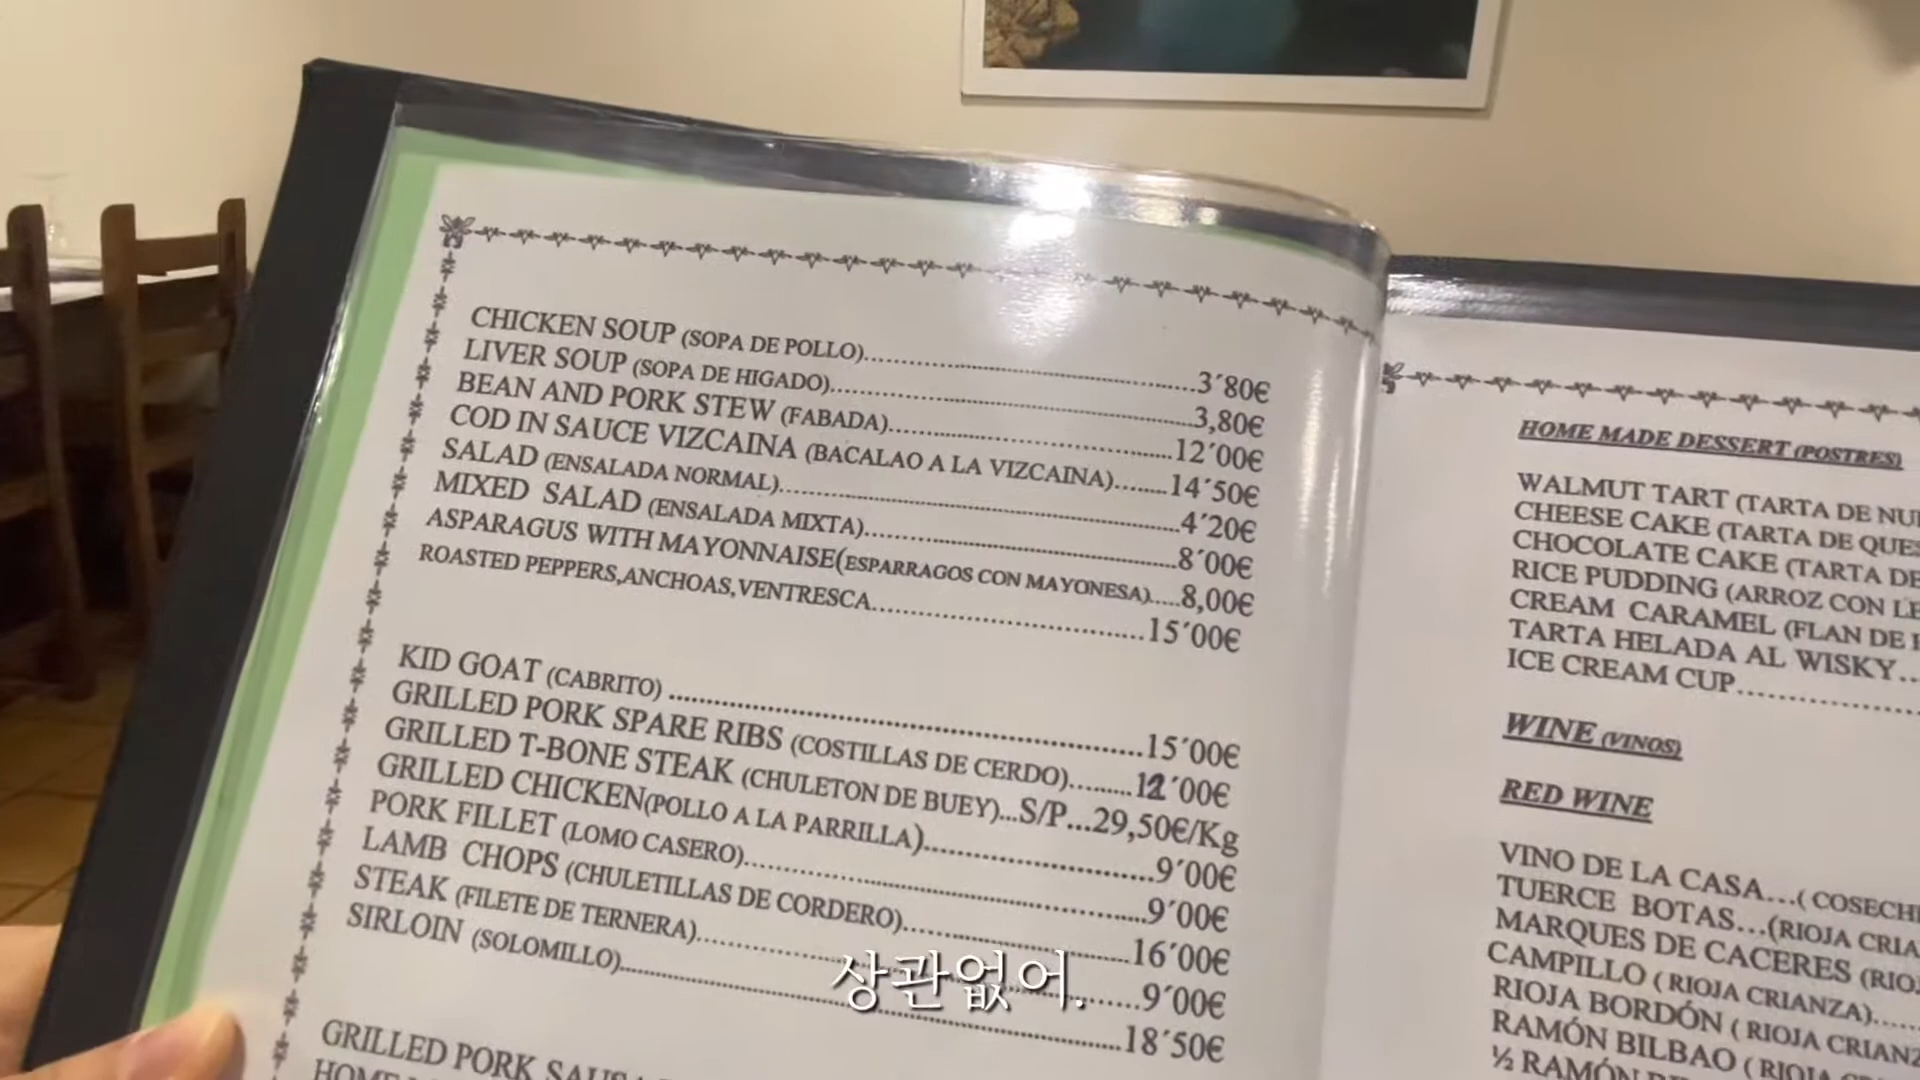 CHICKEN SOUP (SOPA DE POLLO)..........3´80€
LIVER SOUP (SOPA DE HIGADO)..........3,80€
BEAN AND PORK STEW (FABADA)..........12´00€
COD IN SAUCE VIZCAINA (BACALAO A LA VIZCAINA).......14´50€
SALAD (ENSALADA NORMAL)..........4´20€
MIXED SALAD (ENSALADA MIXTA)..........8´00€
ASPARAGUS WITH MAYONNAISE(ESPARRAGOS CON MAYONESA).....8,00€
ROASTED PEPPERS,ANCHOAS,VENTRESCA..........15´00€
KID GOAT (CABRITO) ..........15´00€
GRILLED PORK SPARE RIBS (COSTILLAS DE CERDO).........12´00€
GRILLED T-BONE STEAK (CHULETON DE BUEY)...S/P...29,50€/Kg
GRILLED CHICKEN(POLLO A LA PARRILLA)..........9´00€
PORK FILLET (LOMO CASERO)..........9´00€
LAMB CHOPS (CHULETILLAS DE CORDERO)..........16´00€
STEAK (FILETE DE TERNERA)..........9´00€
SIRLOIN (SOLOMILLO)..........18´50€
GRILLED PORK
HOME MADE DESSERT (POSTRES)
WALMUT TART (TARTA DE
CHEESE CAKE (TARTA DE
CHOCOLATE CAKE (TARTA DE
RICE PUDDING (ARROZ CON
CREAM CARAMEL (FLAN DE
TARTA HELADA AL WISKY...
ICE CREAM CUP..........
WINE (VINOS)
RED WINE
VINO DE LA CASA...(
TUERCE BOTAS...(RIOJA
MARQUES DE CACERES
CAMPILLO ( RIOJA CRIANZA)......
RIOJA BORDÓN ( RIOJA
RAMÓN BILBAO (
½ RAMÓN
상관없어.